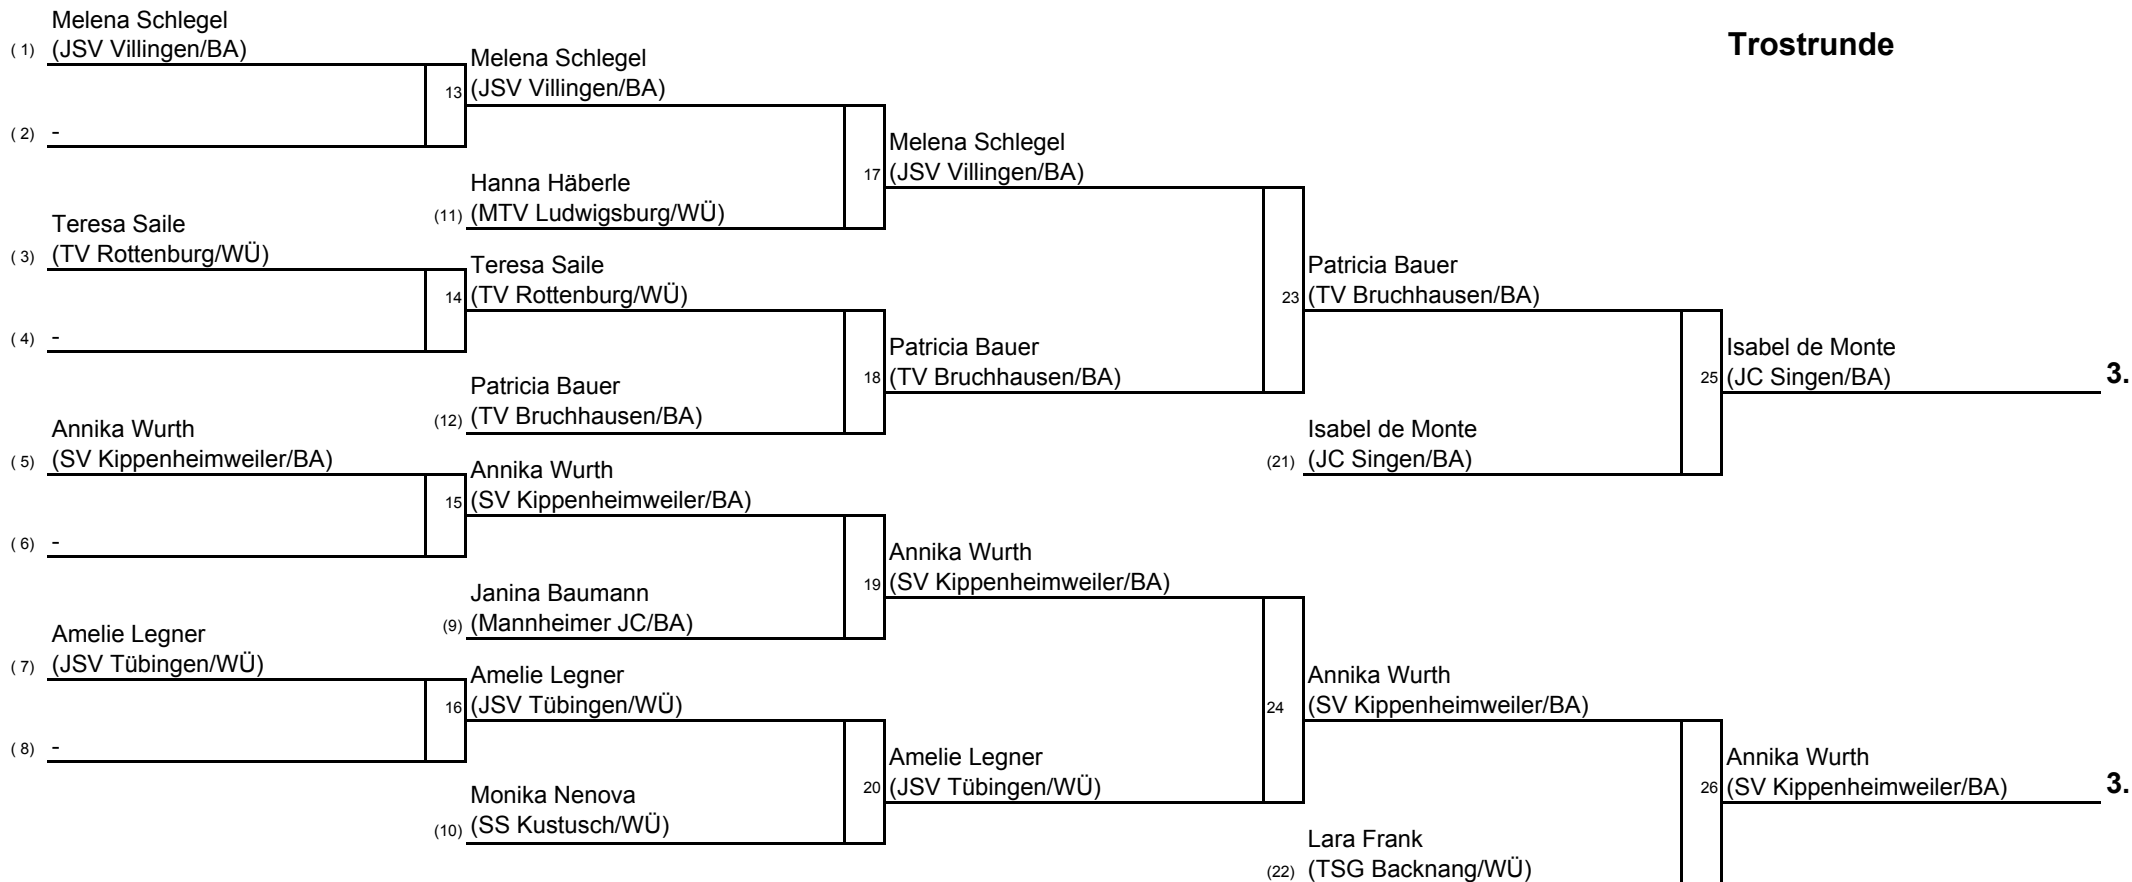 Trostrunde
Melena Schlegel
( 1) (JSV Villingen/BA)
( 2) -
Teresa Saile
( 3) (TV Rottenburg/WÜ)
( 4) -
Annika Wurth
( 5) (SV Kippenheimweiler/BA)
( 6) -
Amelie Legner
( 7) (JSV Tübingen/WÜ)
( 8) -
Melena Schlegel
13 (JSV Villingen/BA)
Hanna Häberle
(11) (MTV Ludwigsburg/WÜ)
Teresa Saile
14 (TV Rottenburg/WÜ)
Patricia Bauer
(12) (TV Bruchhausen/BA)
Annika Wurth
15 (SV Kippenheimweiler/BA)
Janina Baumann
(9) (Mannheimer JC/BA)
Amelie Legner
16 (JSV Tübingen/WÜ)
Monika Nenova
(10) (SS Kustusch/WÜ)
Melena Schlegel
17 (JSV Villingen/BA)
Patricia Bauer
18 (TV Bruchhausen/BA)
Annika Wurth
19 (SV Kippenheimweiler/BA)
Amelie Legner
20 (JSV Tübingen/WÜ)
Patricia Bauer
23 (TV Bruchhausen/BA)
Isabel de Monte
(21) (JC Singen/BA)
Annika Wurth
24 (SV Kippenheimweiler/BA)
Lara Frank
(22) (TSG Backnang/WÜ)
Isabel de Monte
25 (JC Singen/BA) 3.
Annika Wurth
26 (SV Kippenheimweiler/BA) 3.